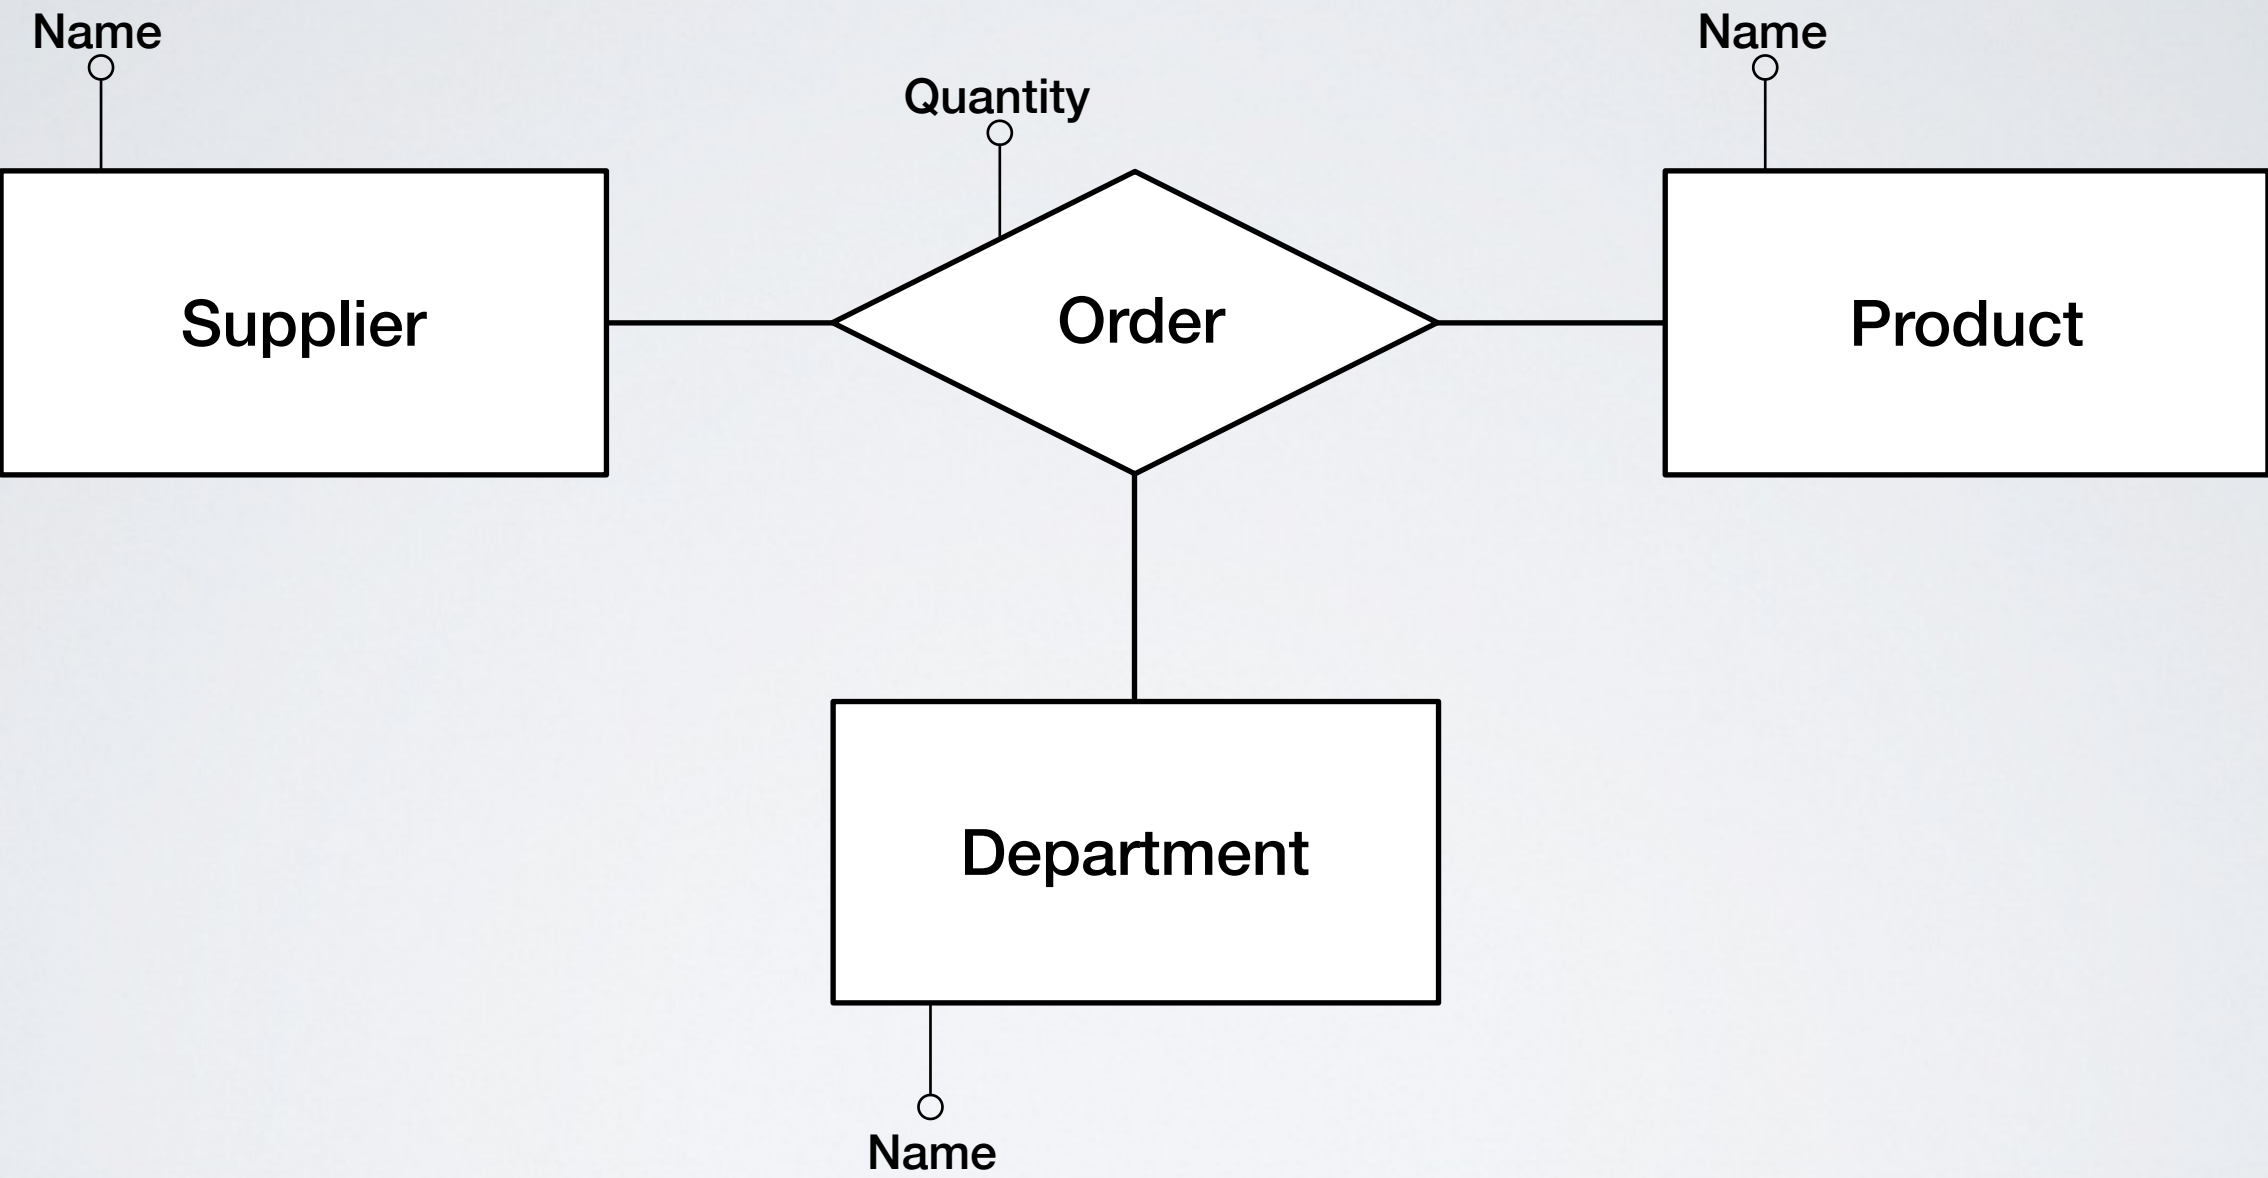 Name
Name
Quantity
Supplier
Order
Product
Department
Name